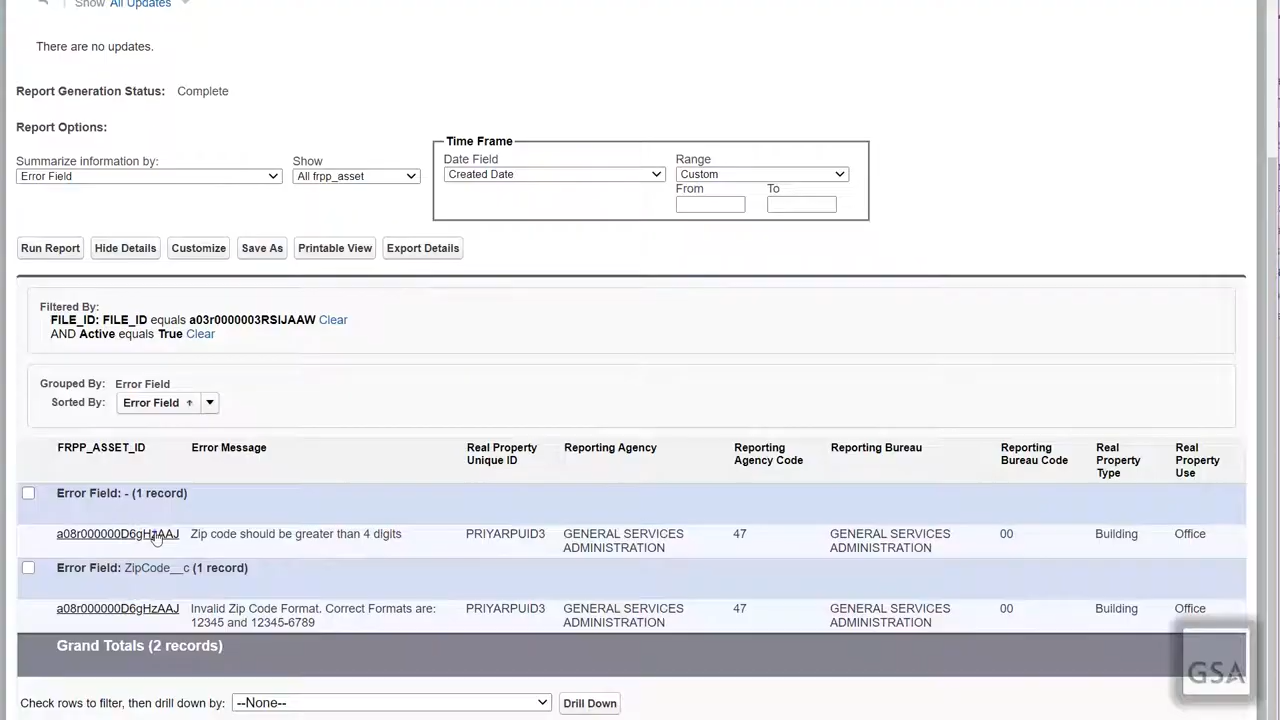 Show All Updates
There are no updates.
Report Generation Status: Complete
Report Options:
Summarize information by:
Error Field
Show
All frpp_asset
Time Frame
Date Field
Created Date
Range
Custom
From
To
Run Report
Hide Details
Customize
Save As
Printable View
Export Details
Filtered By:
FILE_ID: FILE_ID equals a03r0000003RSIJAAW Clear
AND Active equals True Clear
Grouped By: Error Field
Sorted By: Error Field ↑
FRPP_ASSET_ID
Error Message
Real Property
Unique ID
Reporting Agency
Reporting
Agency Code
Reporting Bureau
Reporting
Bureau Code
Real
Property
Type
Real
Property
Use
Error Field: - (1 record)
a08r000000D6gHzAAJ
Zip code should be greater than 4 digits
PRIYARPUID3
GENERAL SERVICES
ADMINISTRATION
47
GENERAL SERVICES
ADMINISTRATION
00
Building
Office
Error Field: ZipCode__c (1 record)
a08r000000D6gHzAAJ
Invalid Zip Code Format. Correct Formats are:
12345 and 12345-6789
PRIYARPUID3
GENERAL SERVICES
ADMINISTRATION
47
GENERAL SERVICES
ADMINISTRATION
00
Building
Office
Grand Totals (2 records)
GSA
Check rows to filter, then drill down by:
--None--
Drill Down